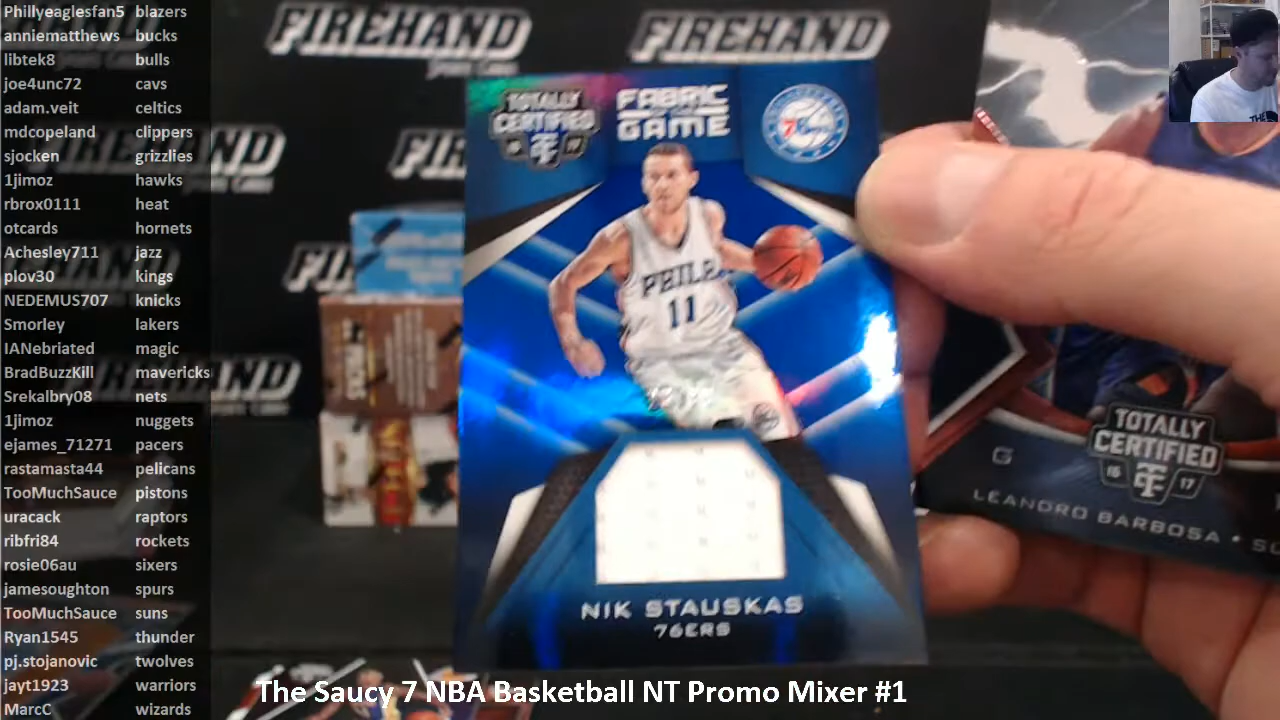 Phillyeaglesfan5 blazers
anniematthews bucks
libtek8 bulls
joe4unc72 cavs
adam.veit celtics
mdcopeland clippers
sjocken grizzlies
1jimoz hawks
rbrox0111 heat
otcards hornets
Achesley711 jazz
plov30 kings
NEDEMUS707 knicks
Smorley lakers
IANebriated magic
BradBuzzKill mavericks
Srekalbry08 nets
1jimoz nuggets
ejames_71271 pacers
rastamasta44 pelicans
TooMuchSauce pistons
uracack raptors
ribfri84 rockets
rosie06au sixers
jamesoughton spurs
TooMuchSauce suns
Ryan1545 thunder
pj.stojanovic twolves
jayt1923 warriors
MarcC wizards
FIREHAND
FIREHAND
FIREHAND
TOTALLY
CERTIFIED
FABRIC
GAME
PHILA
11
NIK STAUSKAS
76ERS
TOTALLY
CERTIFIED
16 17
G
LEANDRO BARBOSA
The Saucy 7 NBA Basketball NT Promo Mixer #1